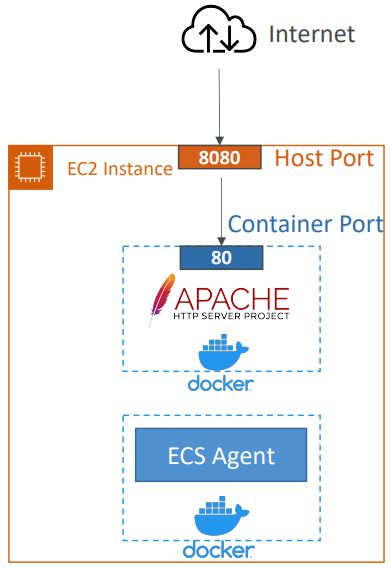 Internet
8080
Host Port
EC2 Instance
Container Port
80
APACHE
HTTP SERVER PROJECT
docker
ECS Agent
docker